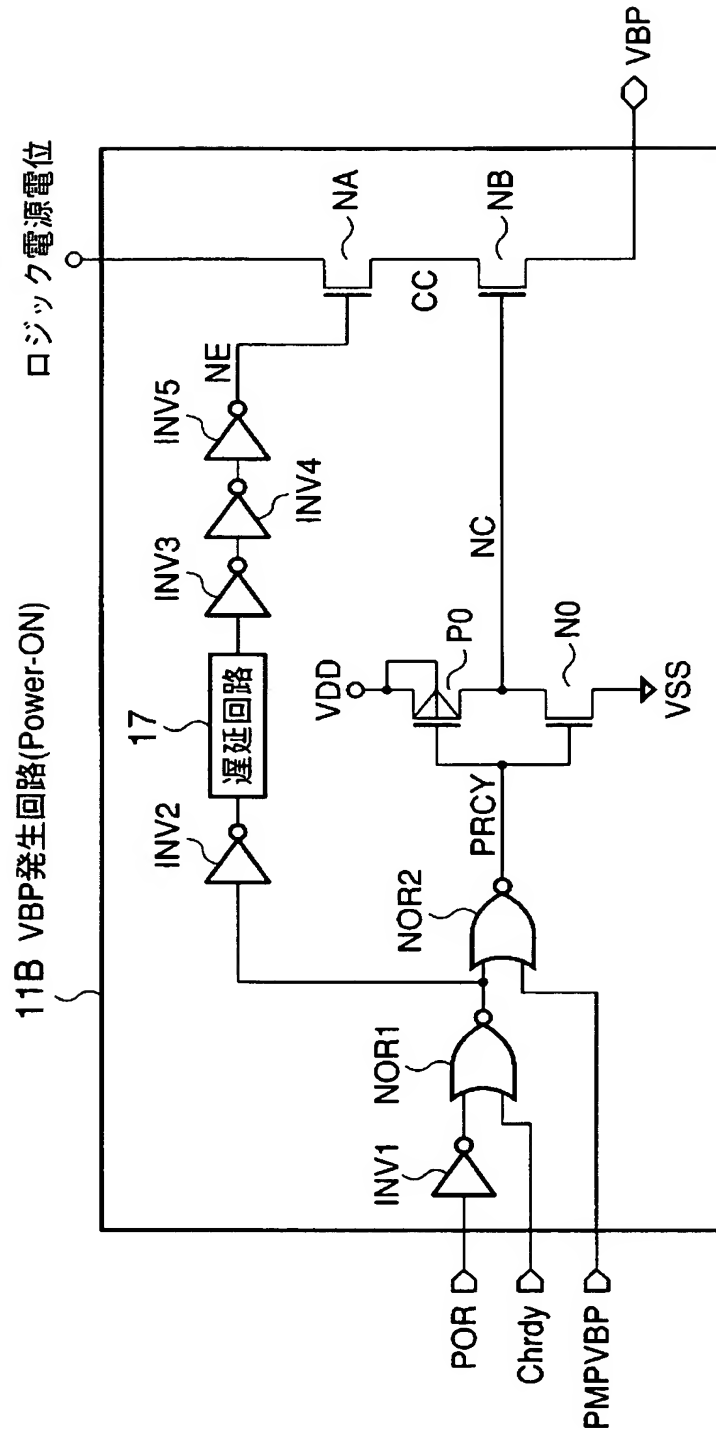 11B VBP発生回路(Power-ON)
ロジック電源電位
17
遅延回路
INV2
INV3
INV4
INV5
NE
NA
CC
NB
VBP
VDD
P0
NC
N0
VSS
PRCY
NOR2
NOR1
INV1
POR
Chrdy
PMPVBP